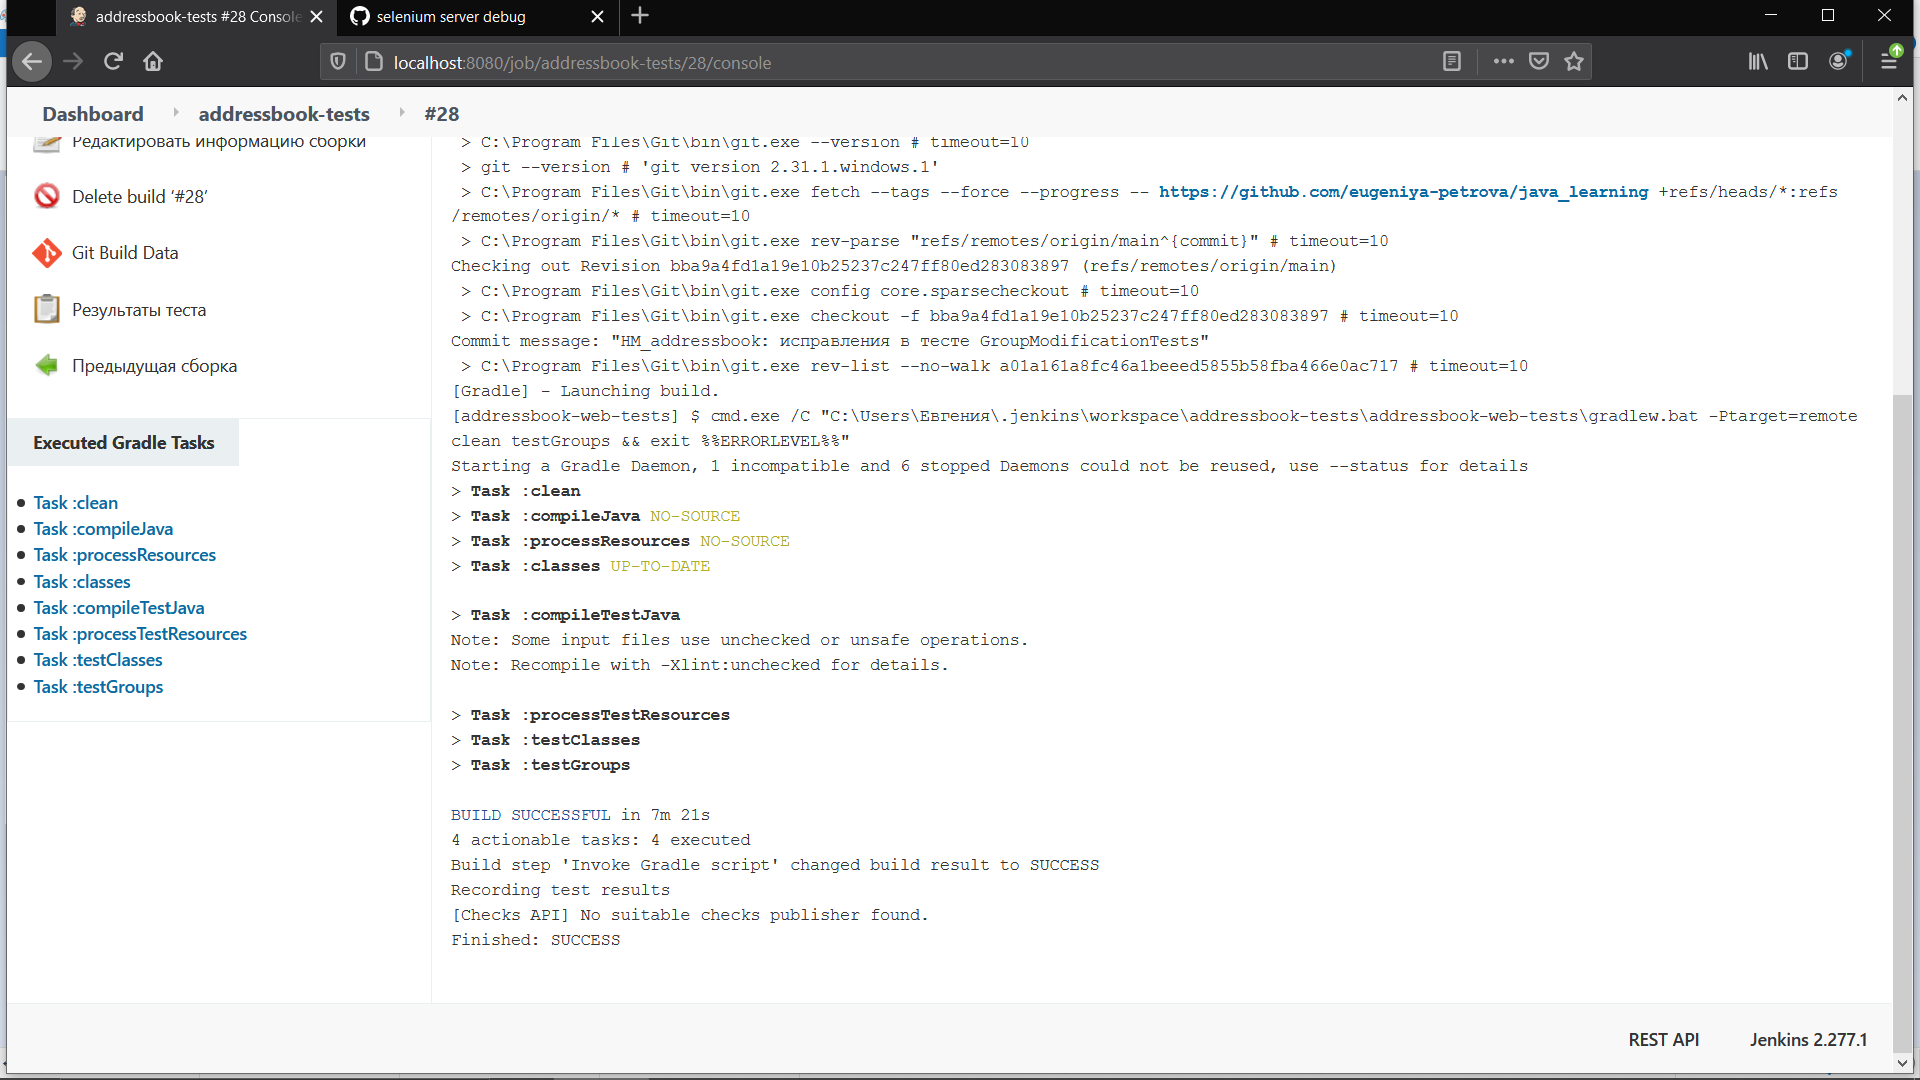 addressbook-tests #28 Console
selenium server debug
localhost:8080/job/addressbook-tests/28/console
Dashboard addressbook-tests #28
Редактировать информацию сборки
Delete build ‘#28’
Git Build Data
Результаты теста
Предыдущая сборка
Executed Gradle Tasks
Task :clean
Task :compileJava
Task :processResources
Task :classes
Task :compileTestJava
Task :processTestResources
Task :testClasses
Task :testGroups
> C:\Program Files\Git\bin\git.exe --version # timeout=10
> git --version # 'git version 2.31.1.windows.1'
> C:\Program Files\Git\bin\git.exe fetch --tags --force --progress -- https://github.com/eugeniya-petrova/java_learning +refs/heads/*:refs
/remotes/origin/* # timeout=10
> C:\Program Files\Git\bin\git.exe rev-parse "refs/remotes/origin/main^{commit}" # timeout=10
Checking out Revision bba9a4fd1a19e10b25237c247ff80ed283083897 (refs/remotes/origin/main)
> C:\Program Files\Git\bin\git.exe config core.sparsecheckout # timeout=10
> C:\Program Files\Git\bin\git.exe checkout -f bba9a4fd1a19e10b25237c247ff80ed283083897 # timeout=10
Commit message: "HM_addressbook: исправления в тесте GroupModificationTests"
> C:\Program Files\Git\bin\git.exe rev-list --no-walk a01a161a8fc46a1beeed5855b58fba466e0ac717 # timeout=10
[Gradle] - Launching build.
[addressbook-web-tests] $ cmd.exe /C "C:\Users\Евгения\.jenkins\workspace\addressbook-tests\addressbook-web-tests\gradlew.bat -Ptarget=remote
clean testGroups && exit %%ERRORLEVEL%%"
Starting a Gradle Daemon, 1 incompatible and 6 stopped Daemons could not be reused, use --status for details
> Task :clean
> Task :compileJava NO-SOURCE
> Task :processResources NO-SOURCE
> Task :classes UP-TO-DATE
> Task :compileTestJava
Note: Some input files use unchecked or unsafe operations.
Note: Recompile with -Xlint:unchecked for details.
> Task :processTestResources
> Task :testClasses
> Task :testGroups
BUILD SUCCESSFUL in 7m 21s
4 actionable tasks: 4 executed
Build step 'Invoke Gradle script' changed build result to SUCCESS
Recording test results
[Checks API] No suitable checks publisher found.
Finished: SUCCESS
REST API Jenkins 2.277.1